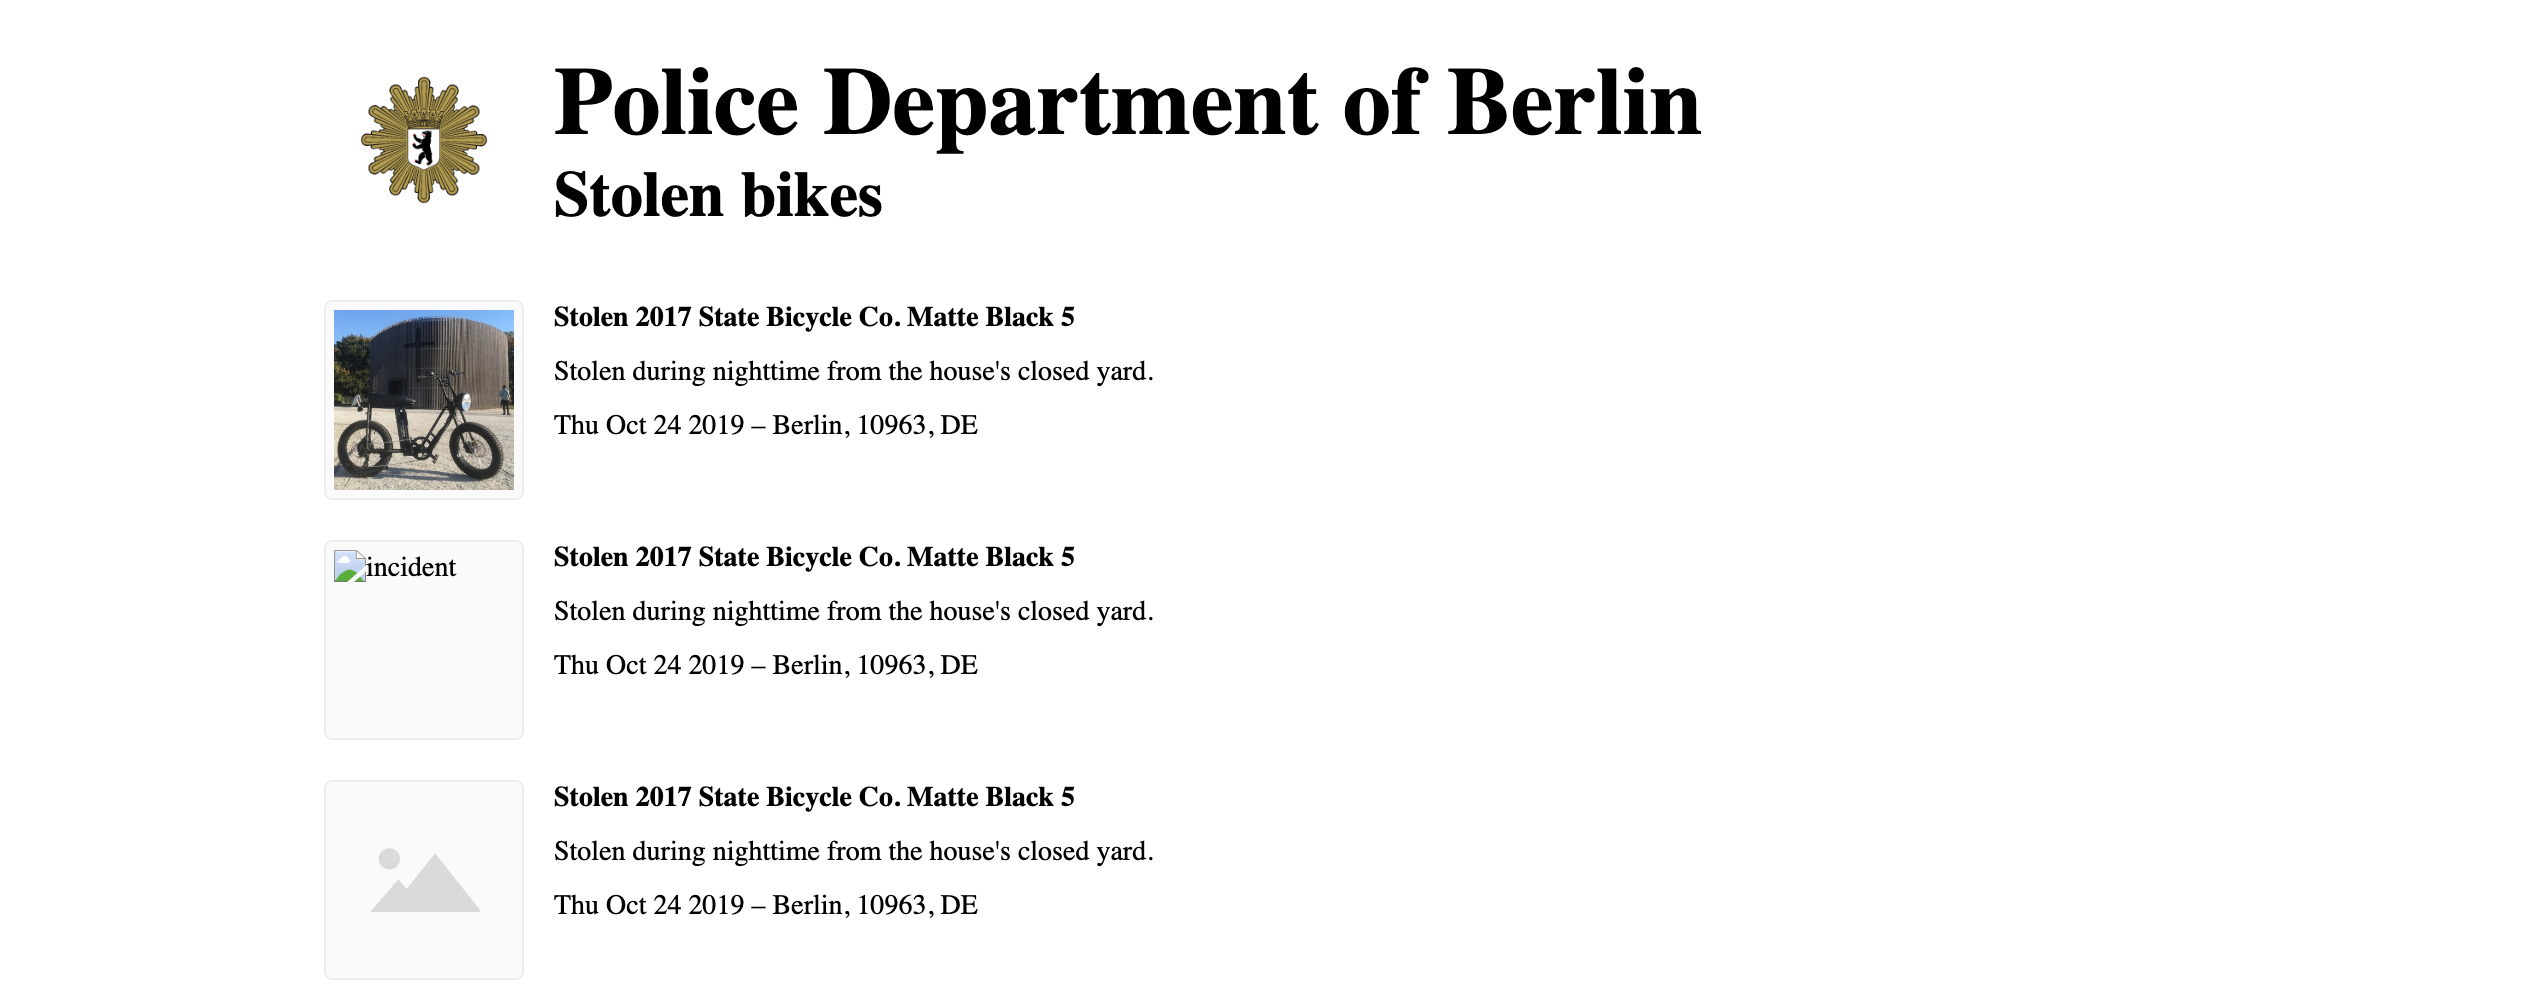 Police Department of Berlin
Stolen bikes
Stolen 2017 State Bicycle Co. Matte Black 5
Stolen during nighttime from the house's closed yard.
Thu Oct 24 2019 – Berlin, 10963, DE
incident
Stolen 2017 State Bicycle Co. Matte Black 5
Stolen during nighttime from the house's closed yard.
Thu Oct 24 2019 – Berlin, 10963, DE
Stolen 2017 State Bicycle Co. Matte Black 5
Stolen during nighttime from the house's closed yard.
Thu Oct 24 2019 – Berlin, 10963, DE